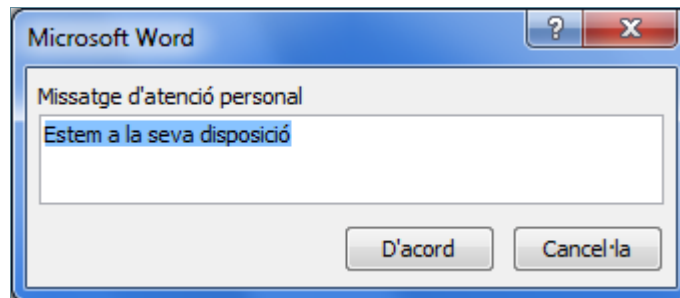 Microsoft Word
Missatge d'atenció personal
Estem a la seva disposició
D'acord
Cancel·la